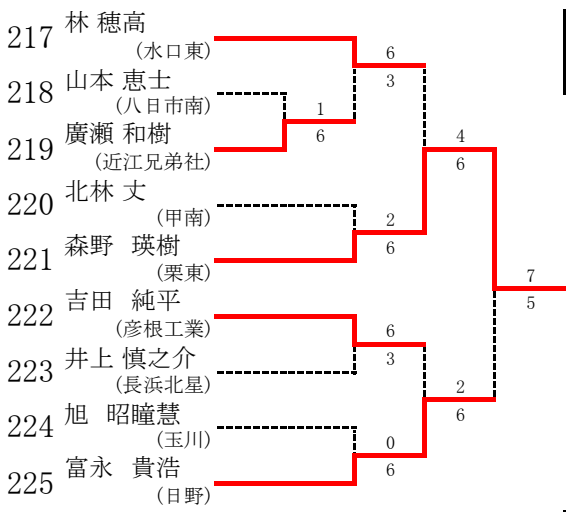 217 林 穂高
(水口東)
218 山本 恵士
(八日市南)
219 廣瀬 和樹
(近江兄弟社)
220 北林 丈
(甲南)
221 森野 瑛樹
(栗東)
222 吉田 純平
(彦根工業)
223 井上 慎之介
(長浜北星)
224 旭 昭瞳慧
(玉川)
225 富永 貴浩
(日野)
6
3
1
6
2
6
6
3
0
6
4
6
2
6
7
5